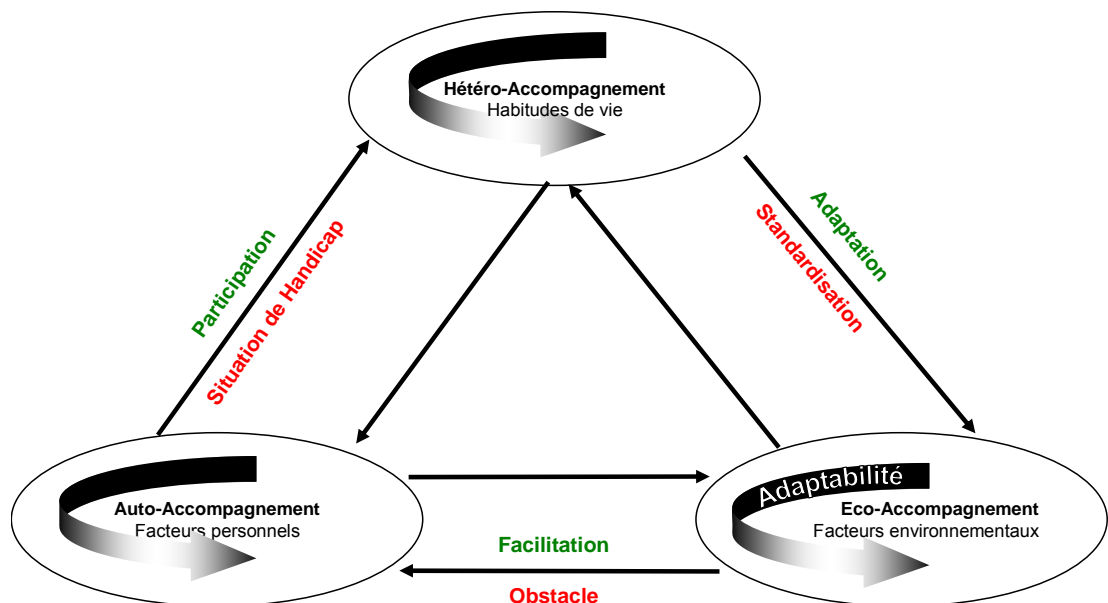 Hétéro-Accompagnement
Habitudes de vie
Participation
Situation de Handicap
Adaptation
Standardisation
Auto-Accompagnement
Facteurs personnels
Adaptabilité
Eco-Accompagnement
Facteurs environnementaux
Facilitation
Obstacle